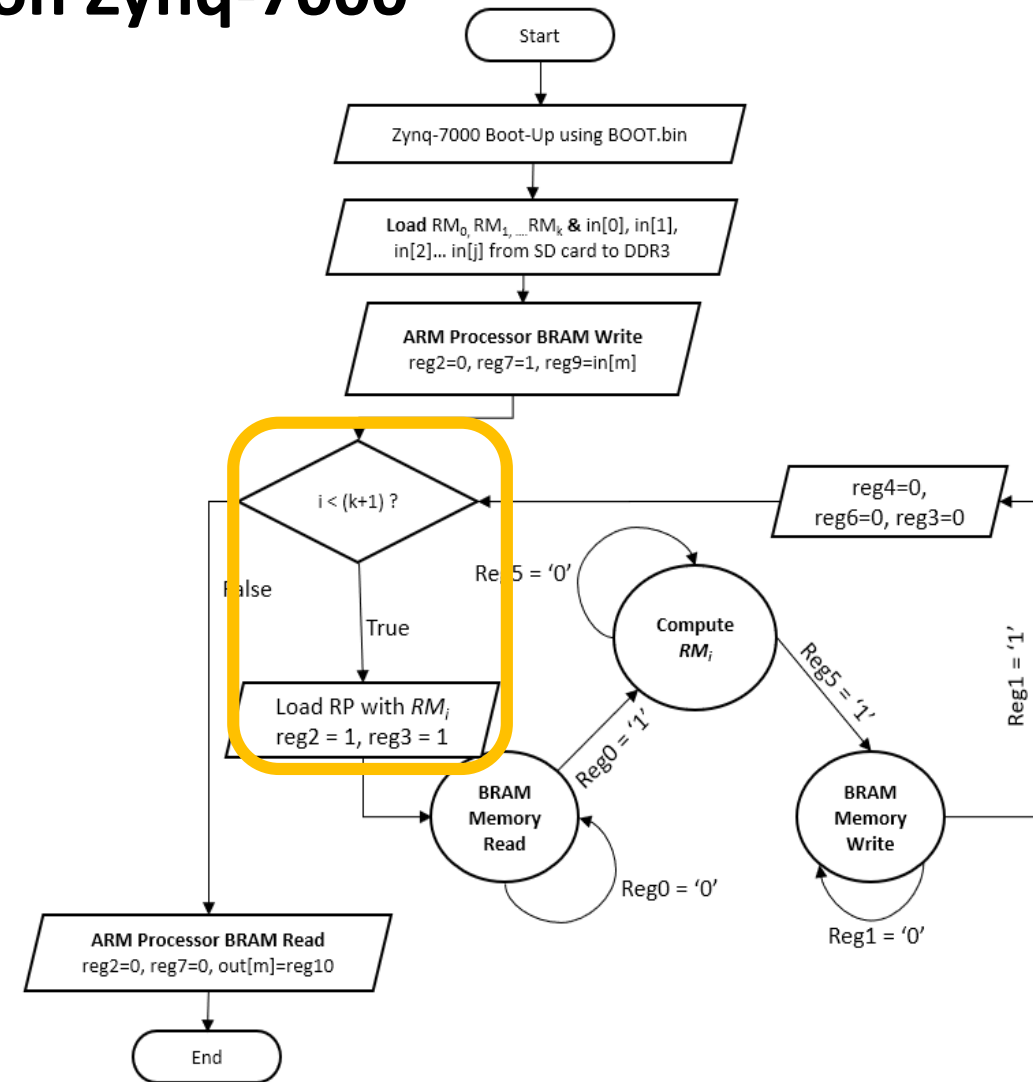 on Zynq-7000
Start
Zynq-7000 Boot-Up using BOOT.bin
Load RM0, RM1, ....RMk & in[0], in[1],
in[2]... in[j] from SD card to DDR3
ARM Processor BRAM Write
reg2=0, reg7=1, reg9=in[m]
i < (k+1) ?
reg4=0,
reg6=0, reg3=0
False
True
Reg5 = ‘0’
Compute
RMi
Reg5 = ‘1’
Reg1 = ‘1’
Load RP with RMi
reg2 = 1, reg3 = 1
Reg0 = ‘1’
BRAM
Memory
Read
Reg0 = ‘0’
BRAM
Memory
Write
Reg1 = ‘0’
ARM Processor BRAM Read
reg2=0, reg7=0, out[m]=reg10
End